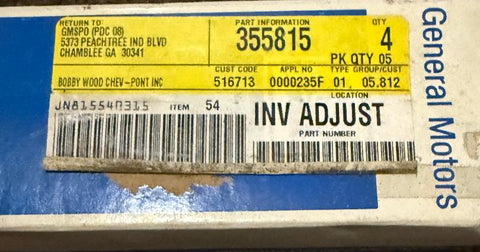 RETURN TO
GMSPO (PDC 08)
5373 PEACHTREE IND BLVD
CHAMBLEE GA 30341
PART INFORMATION
355815
QTY
4
PK QTY 05
BOBBY WOOD CHEV-PONT INC
CUST CODE
516713
APPL NO
0000235F
TYPE GROUP/CUST
01 05.812
JN81554D315 ITEM 54
LOCATION
INV ADJUST
PART NUMBER
General Motors